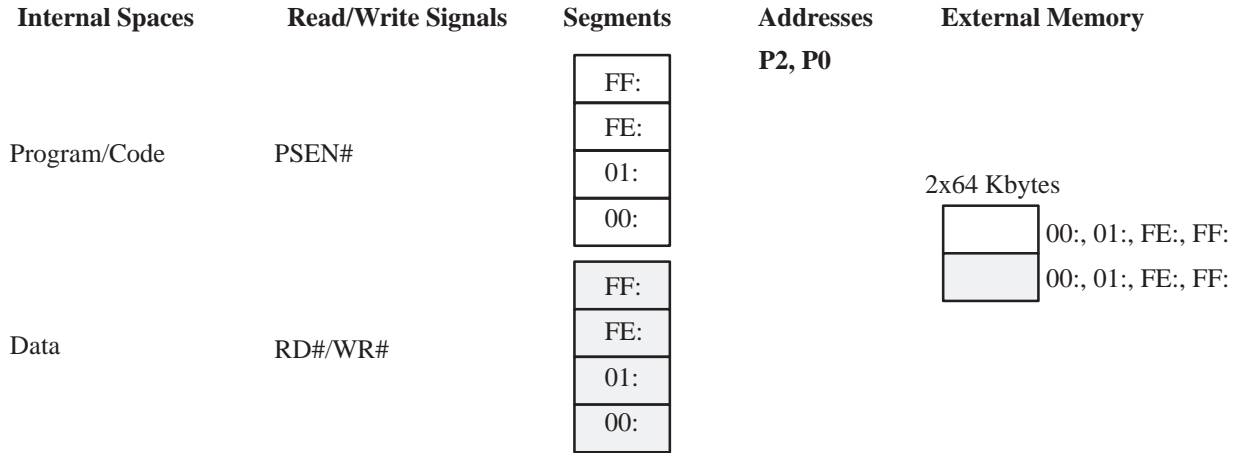 Internal Spaces Read/Write Signals Segments Addresses External Memory
P2, P0
FF:
FE:
Program/Code PSEN#
01:
2x64 Kbytes
00:
00:, 01:, FE:, FF:
00:, 01:, FE:, FF:
FF:
FE:
Data RD#/WR#
01:
00: